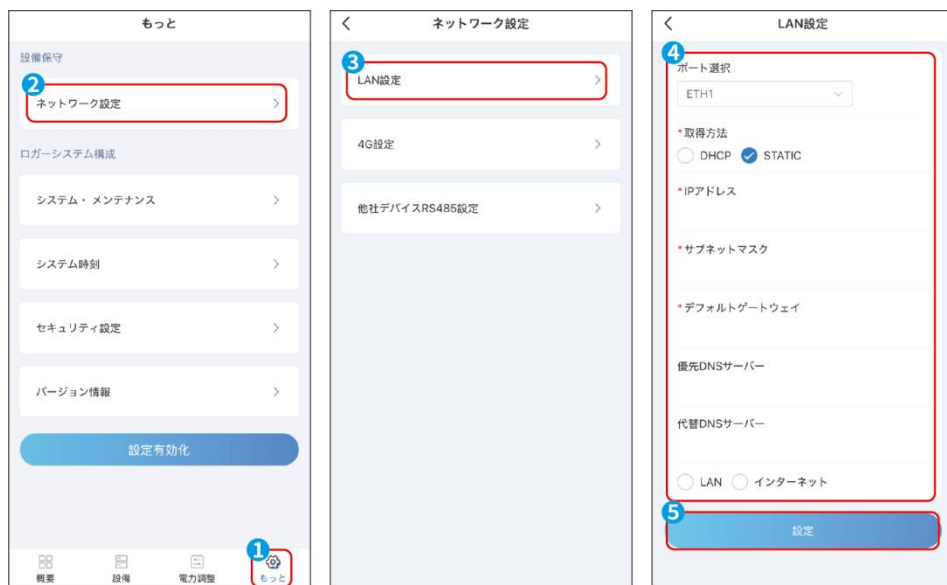 もっと
設備保守
2
ネットワーク設定
ロガーシステム構成
システム・メンテナンス
システム時刻
セキュリティ設定
バージョン情報
設定有効化
1
概要
設備
電力調整
もっと
ネットワーク設定
3
LAN設定
4G設定
他社デバイスRS485設定
LAN設定
4
ポート選択
ETH1
*取得方法
DHCP STATIC
*IPアドレス
*サブネットマスク
*デフォルトゲートウェイ
優先DNSサーバー
代替DNSサーバー
LAN インターネット
5
設定